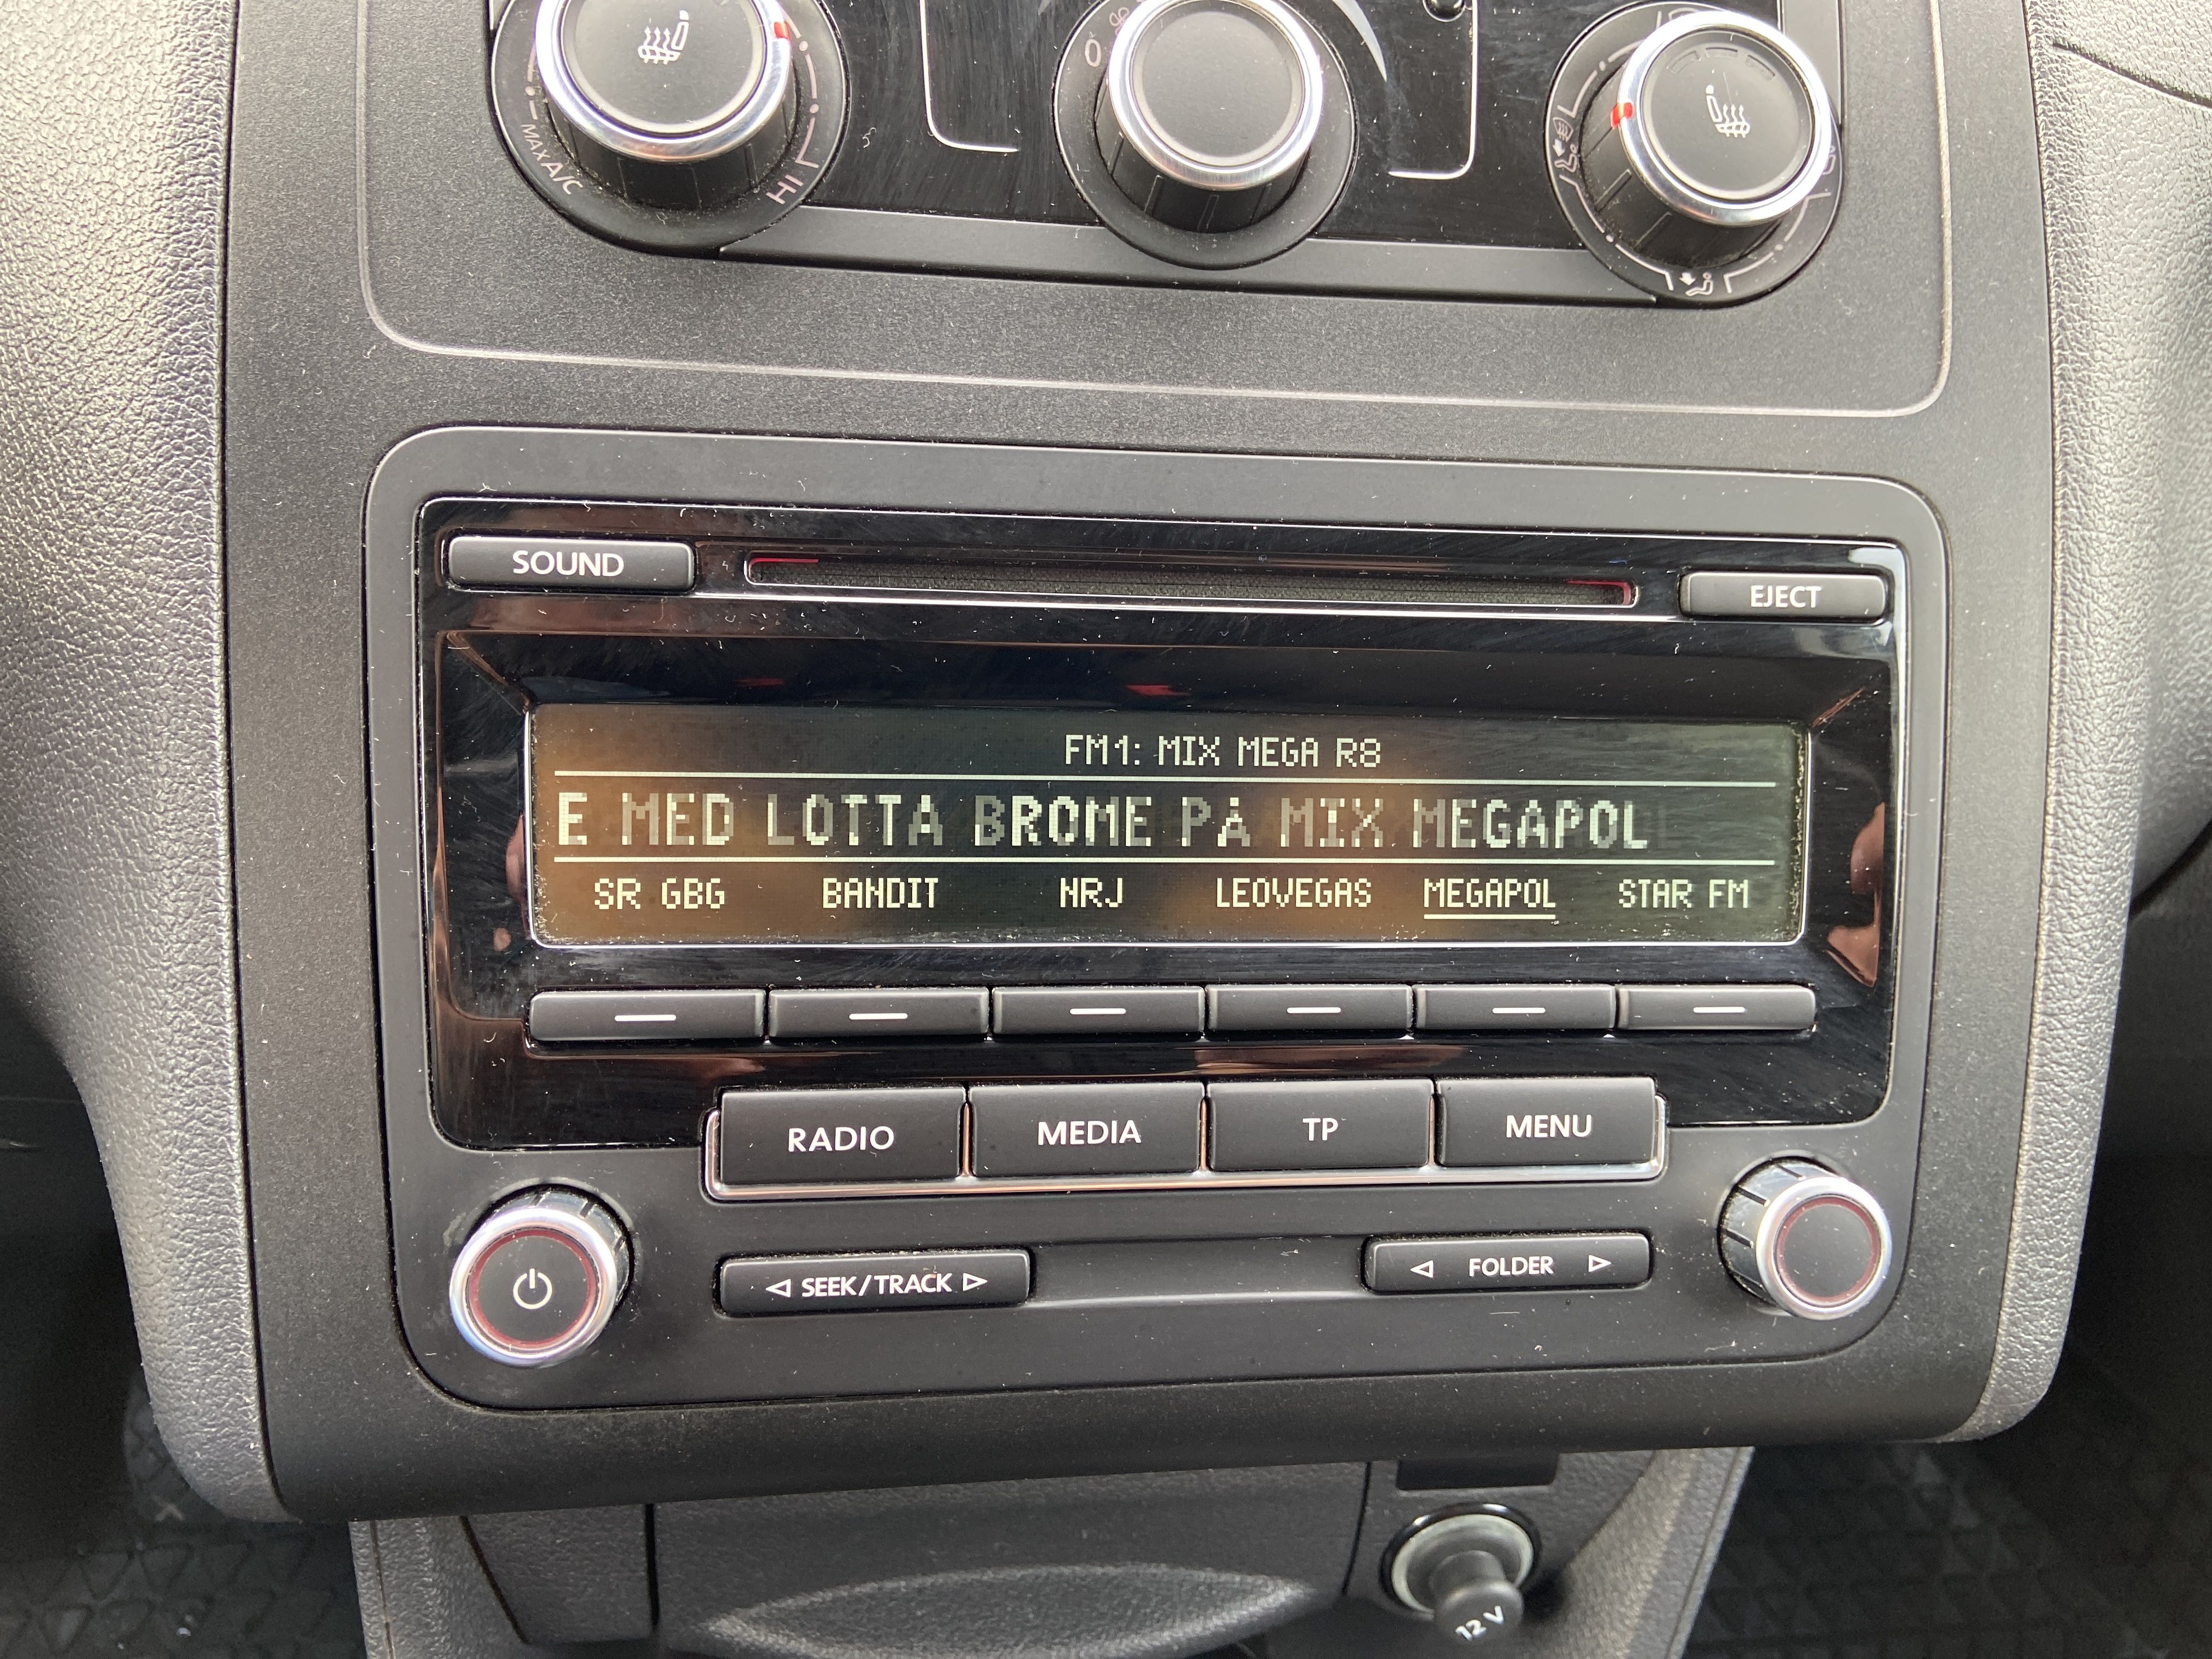 MAX A/C
HI
0
SOUND
EJECT
FM1: MIX MEGA R8
E MED LOTTA BROME PÅ MIX MEGAPOL
SR GBG BANDIT NRJ LEOVEGAS MEGAPOL STAR FM
RADIO MEDIA TP MENU
SEEK/TRACK FOLDER
12 V